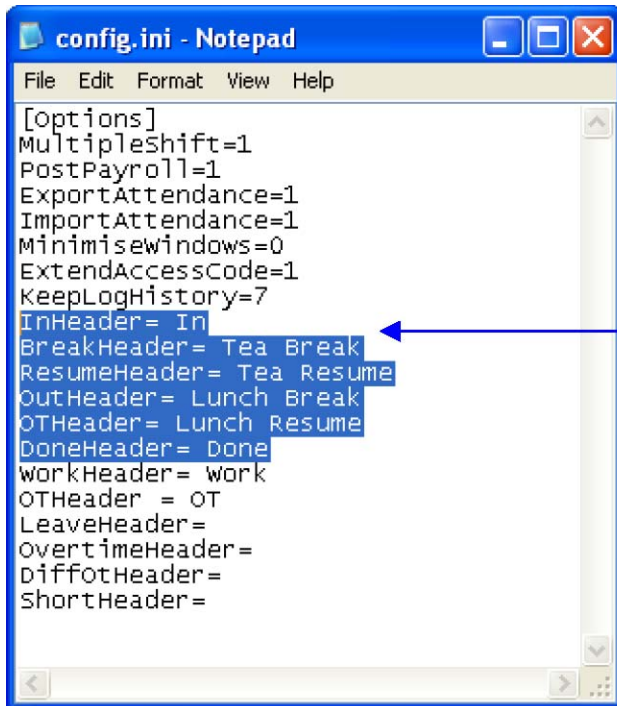 config.ini - Notepad
File Edit Format View Help
[Options]
MultipleShift=1
PostPayroll=1
ExportAttendance=1
ImportAttendance=1
MinimiseWindows=0
ExtendAccessCode=1
KeepLogHistory=7
InHeader= In
BreakHeader= Tea Break
ResumeHeader= Tea Resume
OutHeader= Lunch Break
OTHeader= Lunch Resume
DoneHeader= Done
WorkHeader= Work
OTHeader = OT
LeaveHeader=
OvertimeHeader=
DiffOtHeader=
ShortHeader=